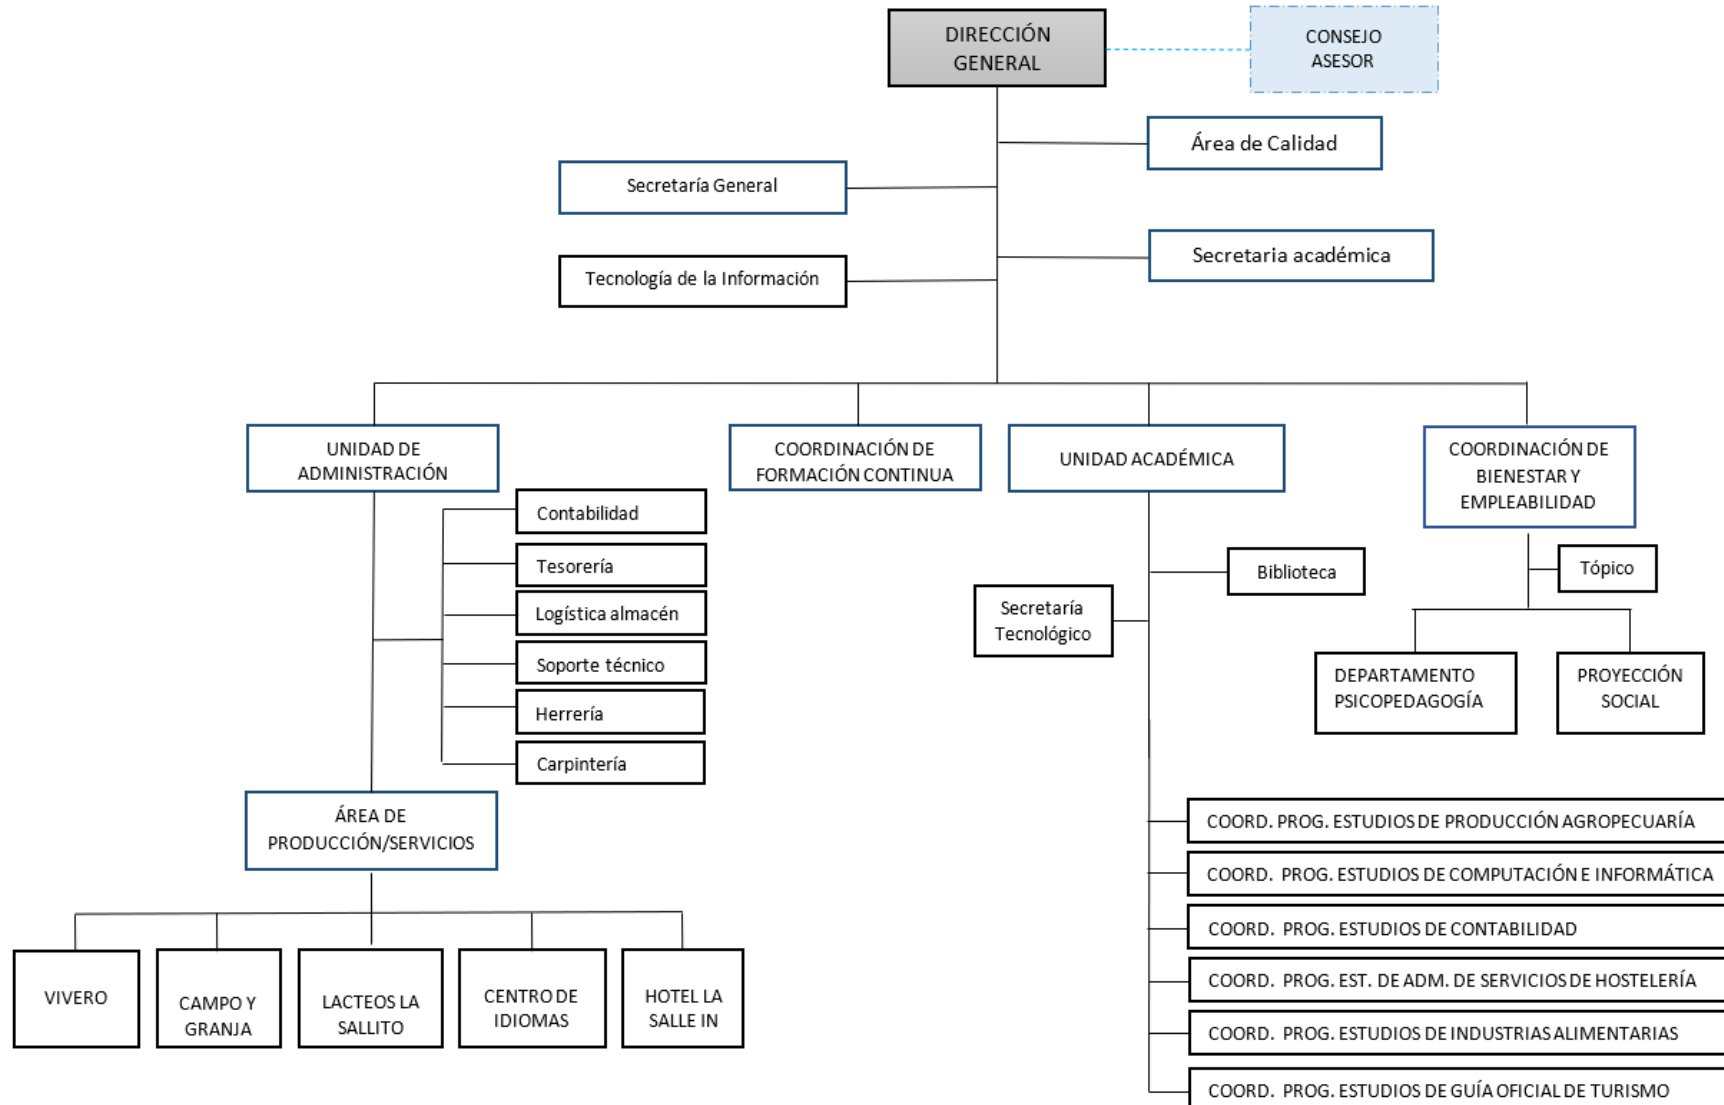 DIRECCIÓN
GENERAL
CONSEJO
ASESOR
Área de Calidad
Secretaría General
Secretaria académica
Tecnología de la Información
UNIDAD DE
ADMINISTRACIÓN
COORDINACIÓN DE
FORMACIÓN CONTINUA
UNIDAD ACADÉMICA
COORDINACIÓN DE
BIENESTAR Y
EMPLEABILIDAD
Contabilidad
Tesorería
Logística almacén
Soporte técnico
Herrería
Carpintería
Biblioteca
Secretaría
Tecnológico
Tópico
DEPARTAMENTO
PSICOPEDAGOGÍA
PROYECCIÓN
SOCIAL
ÁREA DE
PRODUCCIÓN/SERVICIOS
VIVERO
CAMPO Y
GRANJA
LACTEOS LA
SALLITO
CENTRO DE
IDIOMAS
HOTEL LA
SALLE IN
COORD. PROG. ESTUDIOS DE PRODUCCIÓN AGROPECUARÍA
COORD. PROG. ESTUDIOS DE COMPUTACIÓN E INFORMÁTICA
COORD. PROG. ESTUDIOS DE CONTABILIDAD
COORD. PROG. EST. DE ADM. DE SERVICIOS DE HOSTELERÍA
COORD. PROG. ESTUDIOS DE INDUSTRIAS ALIMENTARIAS
COORD. PROG. ESTUDIOS DE GUÍA OFICIAL DE TURISMO